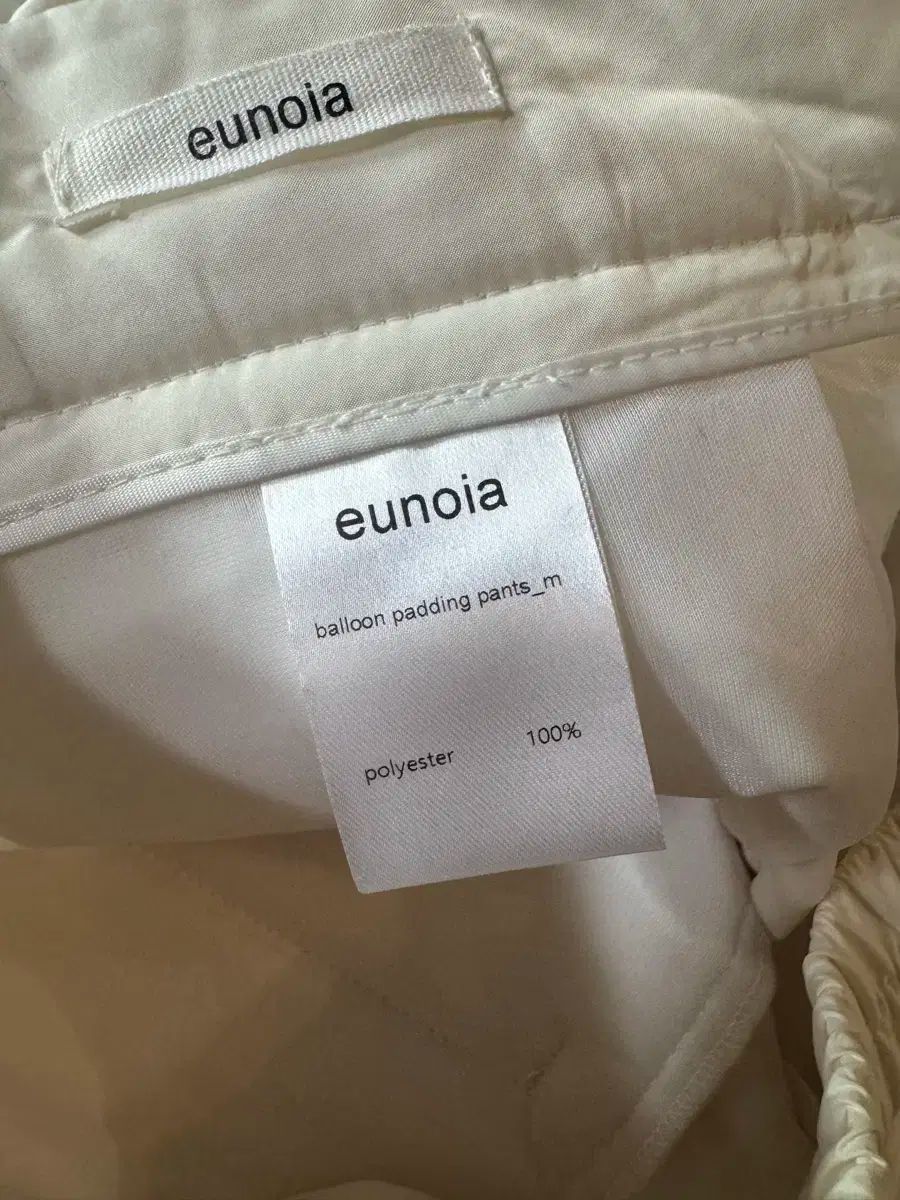 eunoia
eunoia
balloon padding pants_m
polyester 100%